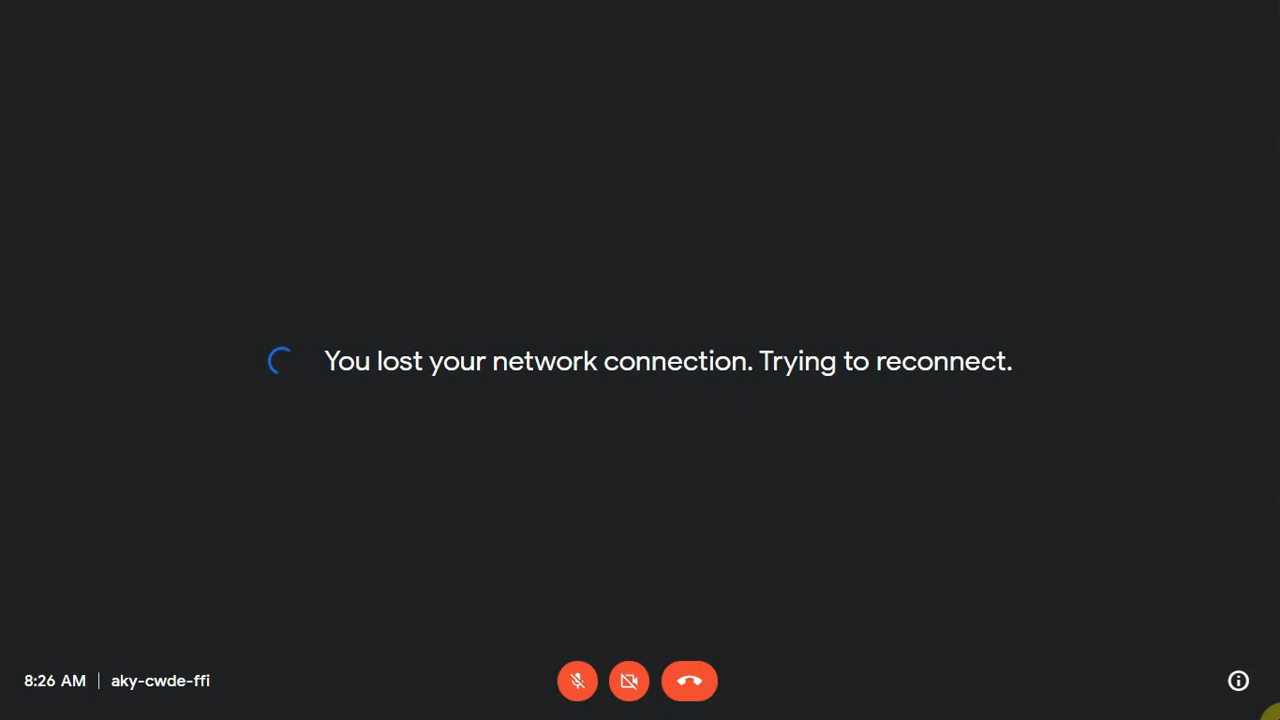 You lost your network connection. Trying to reconnect.
8:26 AM | aky-cwde-ffi